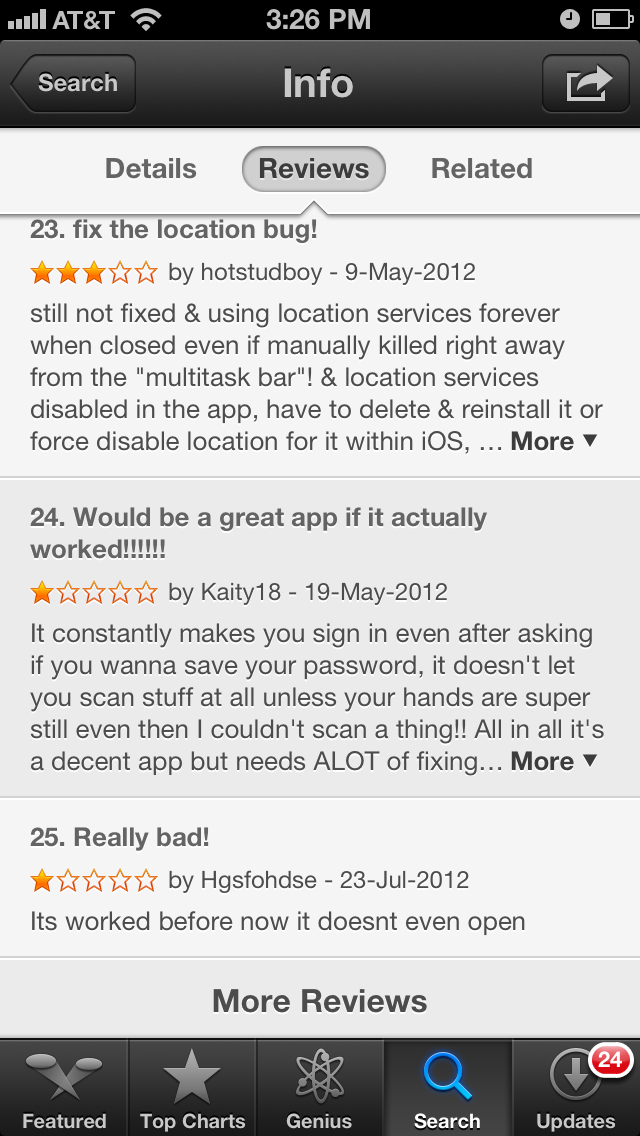 AT&T 3:26 PM
Search Info
Details Reviews Related
23. fix the location bug!
by hotstudboy - 9-May-2012
still not fixed & using location services forever
when closed even if manually killed right away
from the "multitask bar"! & location services
disabled in the app, have to delete & reinstall it or
force disable location for it within iOS, ... More ▼
24. Would be a great app if it actually
worked!!!!!!
by Kaity18 - 19-May-2012
It constantly makes you sign in even after asking
if you wanna save your password, it doesn't let
you scan stuff at all unless your hands are super
still even then I couldn't scan a thing!! All in all it's
a decent app but needs ALOT of fixing... More ▼
25. Really bad!
by Hgsfohdse - 23-Jul-2012
Its worked before now it doesnt even open
More Reviews
24
Featured Top Charts Genius Search Updates